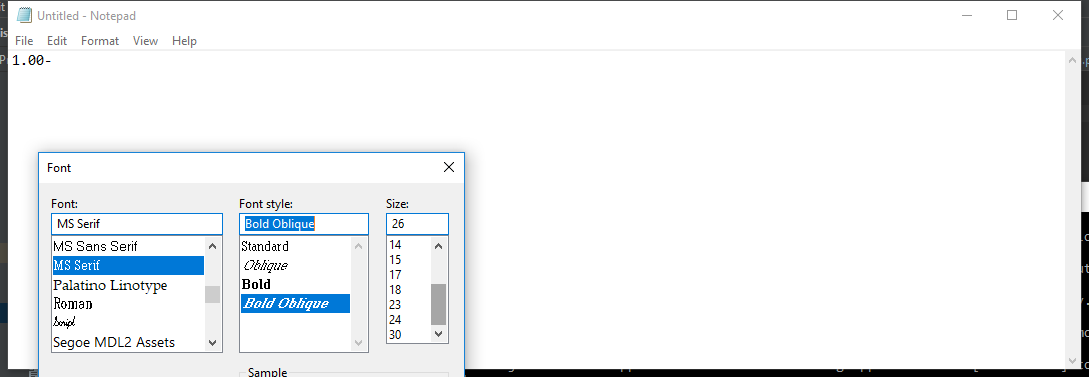 Untitled - Notepad
File Edit Format View Help
1.00-
Font
Font: Font style: Size:
MS Serif Bold Oblique 26
MS Sans Serif Standard 14
MS Serif Oblique 15
Palatino Linotype Bold 17
Roman Bold Oblique 18
Script 23
Segoe MDL2 Assets 24
30
Sample